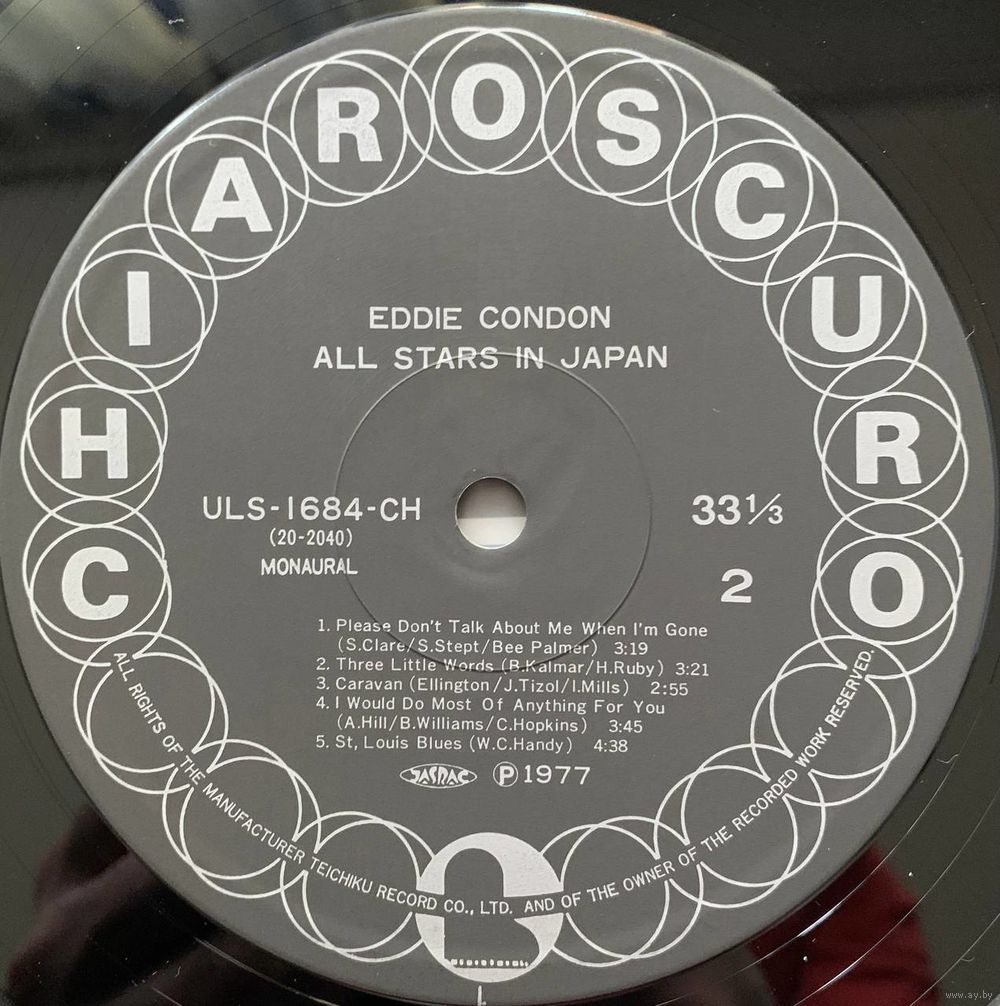 CHIAROSCURO
EDDIE CONDON
ALL STARS IN JAPAN
ULS-1684-CH
(20-2040)
MONAURAL
33⅓
2
1. Please Don't Talk About Me When I'm Gone
(S.Clare/S.Stept/Bee Palmer) 3:19
2. Three Little Words (B.Kalmar/H.Ruby) 3:21
3. Caravan (Ellington/J.Tizol/I.Mills) 2:55
4. I Would Do Most Of Anything For You
(A.Hill/B.Williams/C.Hopkins) 3:45
5. St, Louis Blues (W.C.Handy) 4:38
JASRAC ℗ 1977
ALL RIGHTS OF THE MANUFACTURER TEICHIKU RECORD CO., LTD. AND OF THE OWNER OF THE RECORDED WORK RESERVED.
www.ay.by